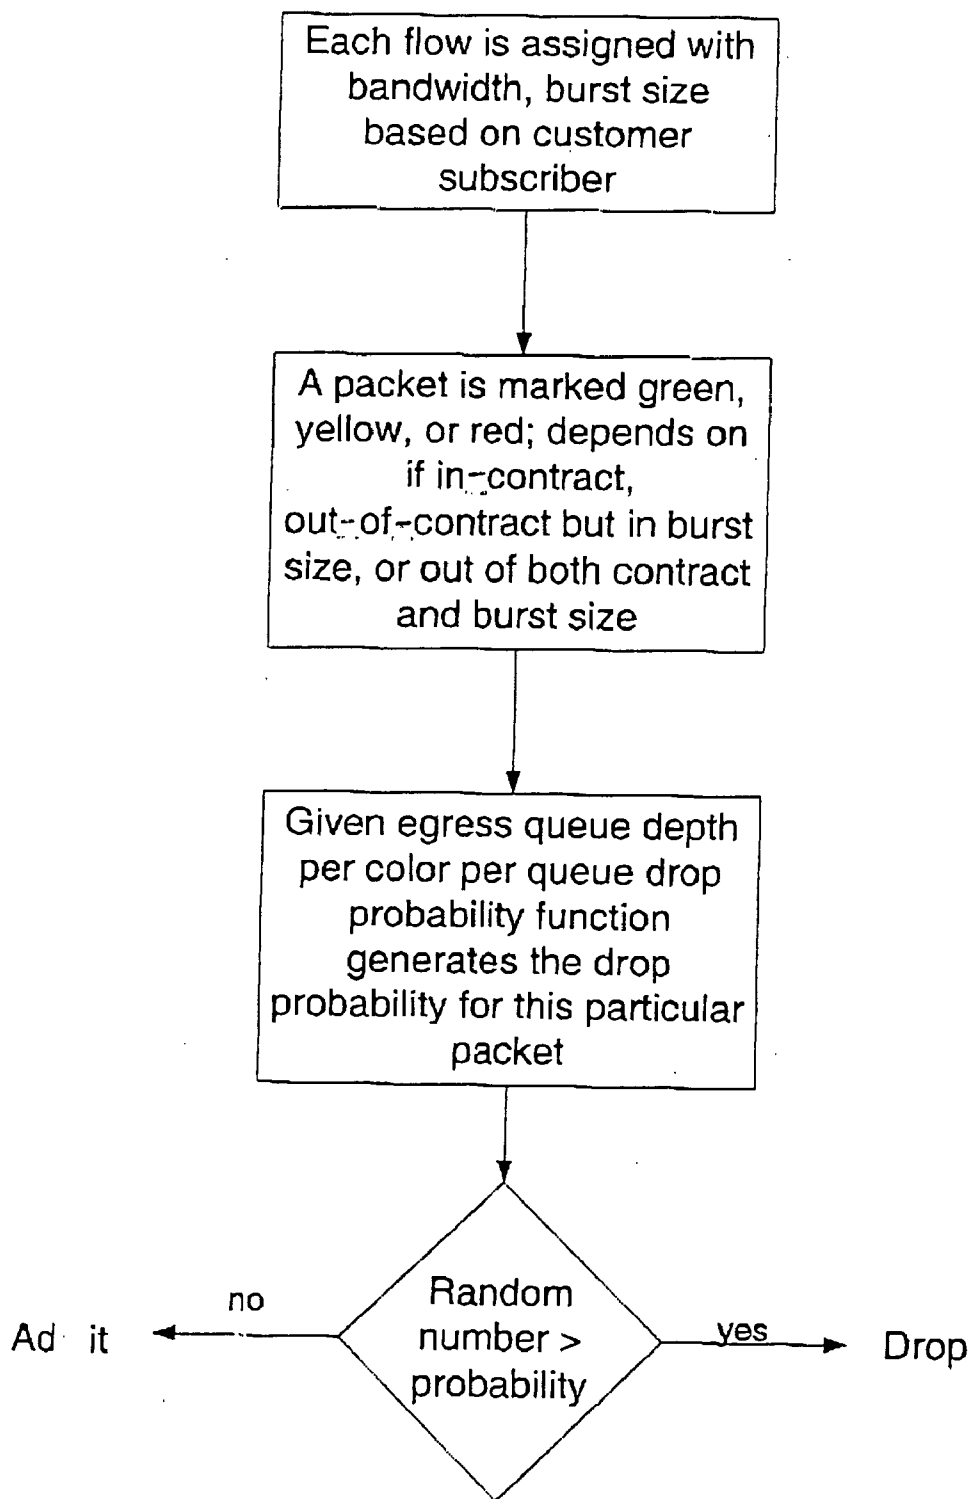 Each flow is assigned with
bandwidth, burst size
based on customer
subscriber
A packet is marked green,
yellow, or red; depends on
if in-contract,
out-of-contract but in burst
size, or out of both contract
and burst size
Given egress queue depth
per color per queue drop
probability function
generates the drop
probability for this particular
packet
Random
number >
probability
no
Ad it
yes
Drop